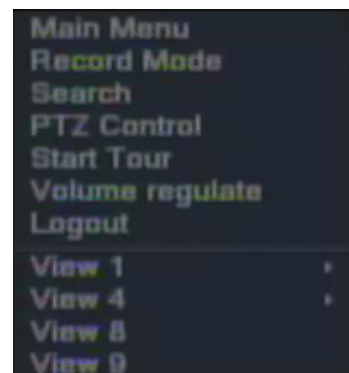 Main Menu
Record Mode
Search
PTZ Control
Start Tour
Volume regulate
Logout
View 1
View 4
View 8
View 9